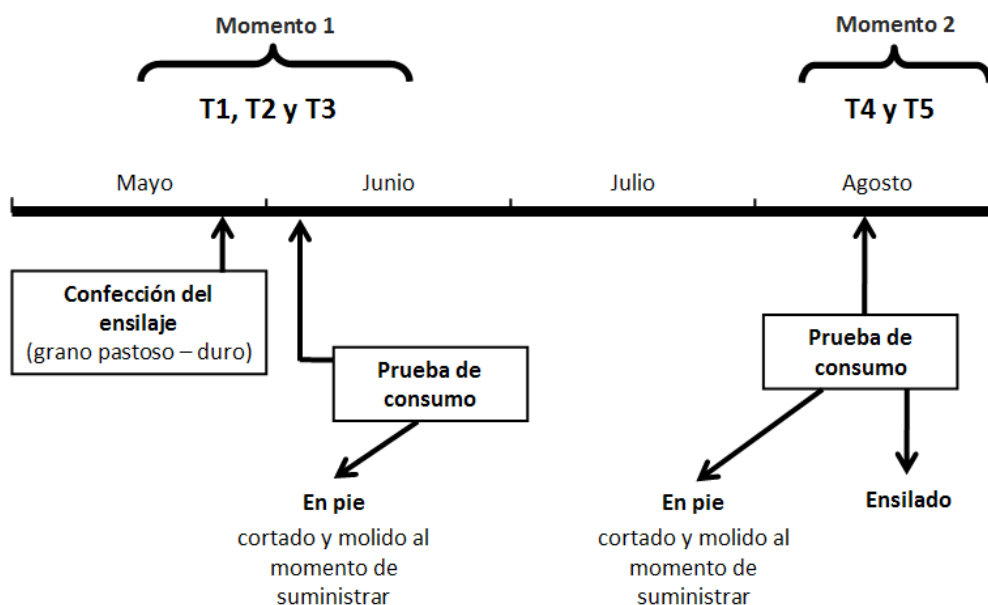 Momento 1
Momento 2
T1, T2 y T3
T4 y T5
Mayo
Junio
Julio
Agosto
Confección del
ensilaje
(grano pastoso – duro)
Prueba de
consumo
Prueba de
consumo
En pie
cortado y molido al
momento de
suministrar
En pie
cortado y molido al
momento de
suministrar
Ensilado